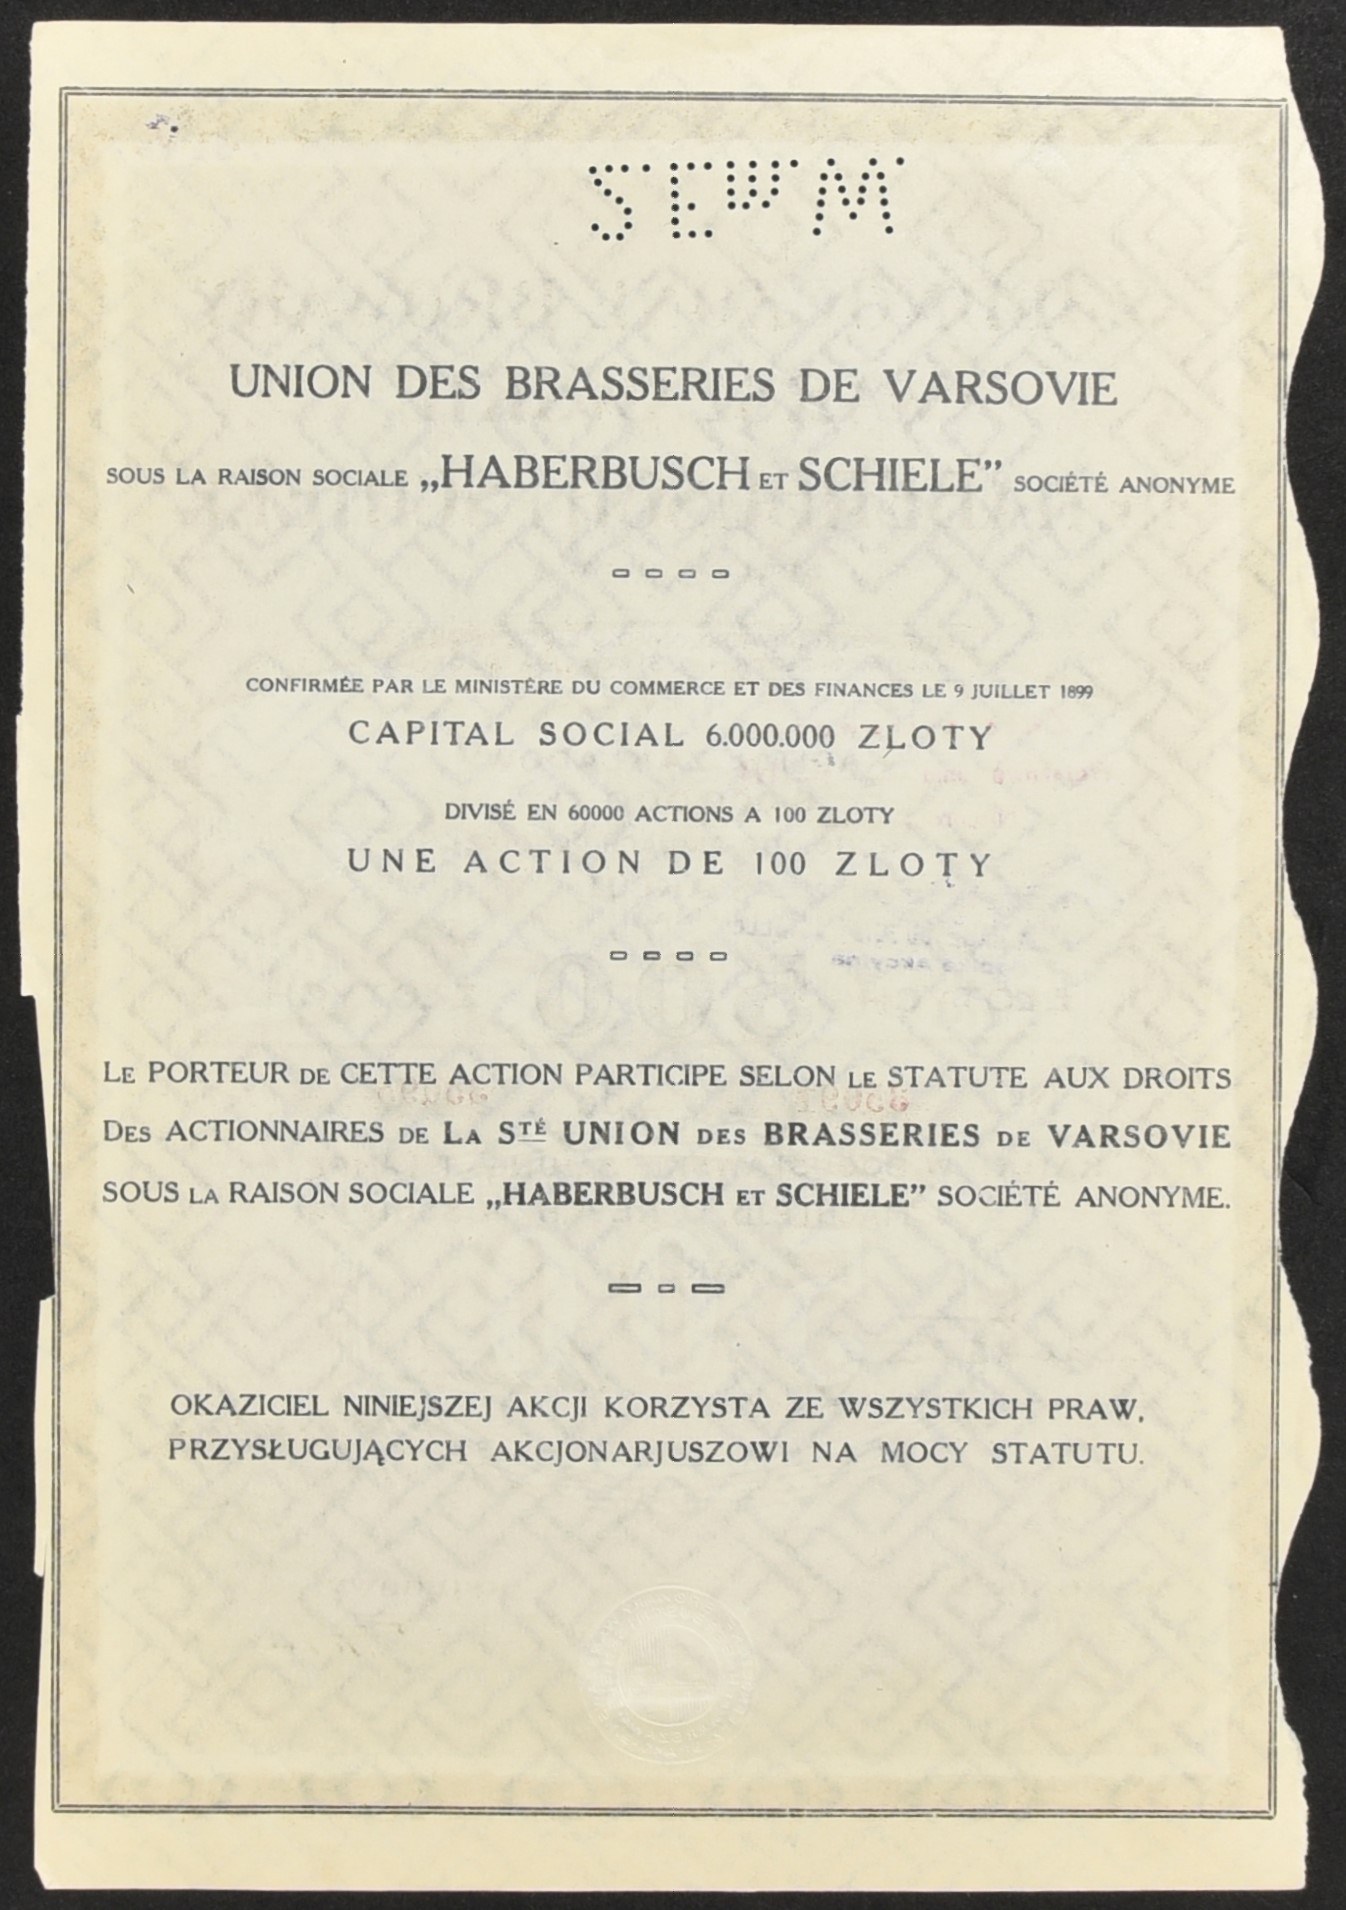 UNION DES BRASSERIES DE VARSOVIE
SOUS LA RAISON SOCIALE „HABERBUSCH ET SCHIELE” SOCIÉTÉ ANONYME
CONFIRMÉE PAR LE MINISTÈRE DU COMMERCE ET DES FINANCES LE 9 JUILLET 1899
CAPITAL SOCIAL 6.000.000 ZLOTY
DIVISÉ EN 60000 ACTIONS A 100 ZLOTY
UNE ACTION DE 100 ZLOTY
LE PORTEUR DE CETTE ACTION PARTICIPE SELON LE STATUTE AUX DROITS
DES ACTIONNAIRES DE LA STÉ UNION DES BRASSERIES DE VARSOVIE
SOUS LA RAISON SOCIALE „HABERBUSCH ET SCHIELE” SOCIÉTÉ ANONYME.
OKAZICIEL NINIEJSZEJ AKCJI KORZYSTA ZE WSZYSTKICH PRAW,
PRZYSŁUGUJĄCYCH AKCJONARJUSZOWI NA MOCY STATUTU.